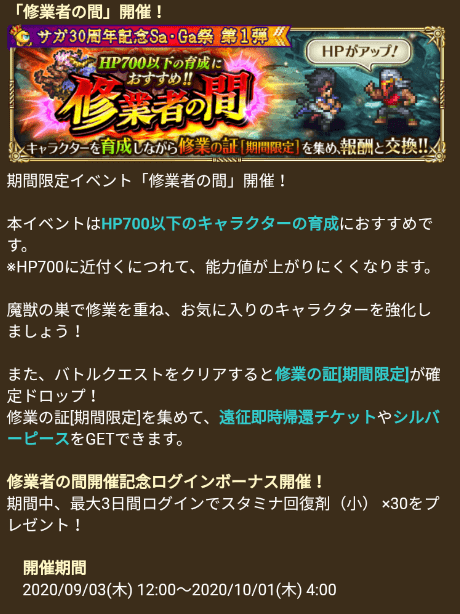 「修業者の間」開催！
サガ30周年記念Sa・Ga祭 第1弾
HP700以下の育成に
おすすめ!!
修業者の間
HPがアップ!
キャラクターを育成しながら修業の証[期間限定]を集め、報酬と交換!!
期間限定イベント「修業者の間」開催！
本イベントはHP700以下のキャラクターの育成におすすめで
す。
※HP700に近付くにつれて、能力値が上がりにくくなります。
魔獣の巣で修業を重ね、お気に入りのキャラクターを強化し
ましょう！
また、バトルクエストをクリアすると修業の証[期間限定]が確
定ドロップ！
修業の証[期間限定]を集めて、遠征即時帰還チケットやシルバ
ーピースをGETできます。
修業者の間開催記念ログインボーナス開催！
期間中、最大3日間ログインでスタミナ回復剤（小） ×30をプ
レゼント！
開催期間
2020/09/03(木) 12:00～2020/10/01(木) 4:00